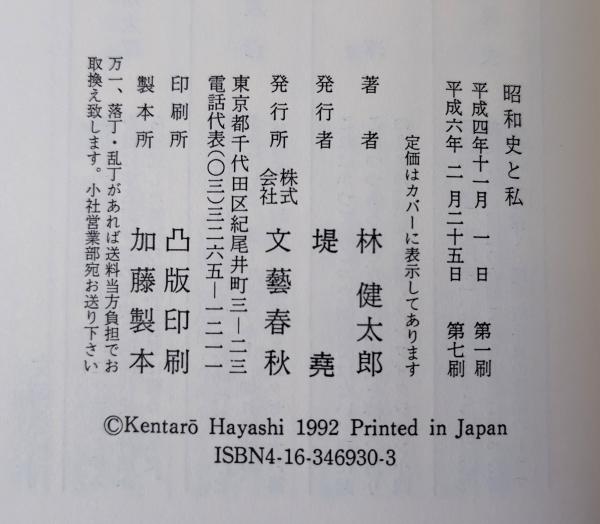 昭和史と私
平成四年十一月　一日　第一刷
平成六年　二月二十五日　第七刷
定価はカバーに表示してあります
著　者　林　健太郎
発行者　堤　堯
発行所　株式会社　文藝春秋
東京都千代田区紀尾井町三―二三
電話代表(〇三)三二六五―一二一一
印刷所　凸版印刷
製本所　加藤製本
万一、落丁・乱丁があれば送料当方負担でお
取換え致します。小社営業部宛お送り下さい
©Kentarō Hayashi 1992 Printed in Japan
ISBN4-16-346930-3